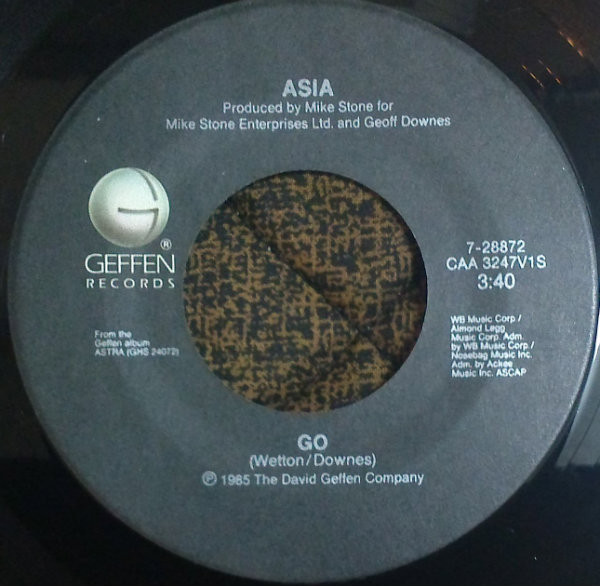 ASIA
Produced by Mike Stone for
Mike Stone Enterprises Ltd. and Geoff Downes
G
®
GEFFEN
RECORDS
7-28872
CAA 3247V1S
3:40
From the
Geffen album
ASTRA (GHS 24072)
WB Music Corp./
Almond Legg
Music Corp. Adm.
by WB Music Corp./
Nosebag Music Inc.
Adm. by Ackee
Music Inc. ASCAP
GO
(Wetton/Downes)
℗ 1985 The David Geffen Company